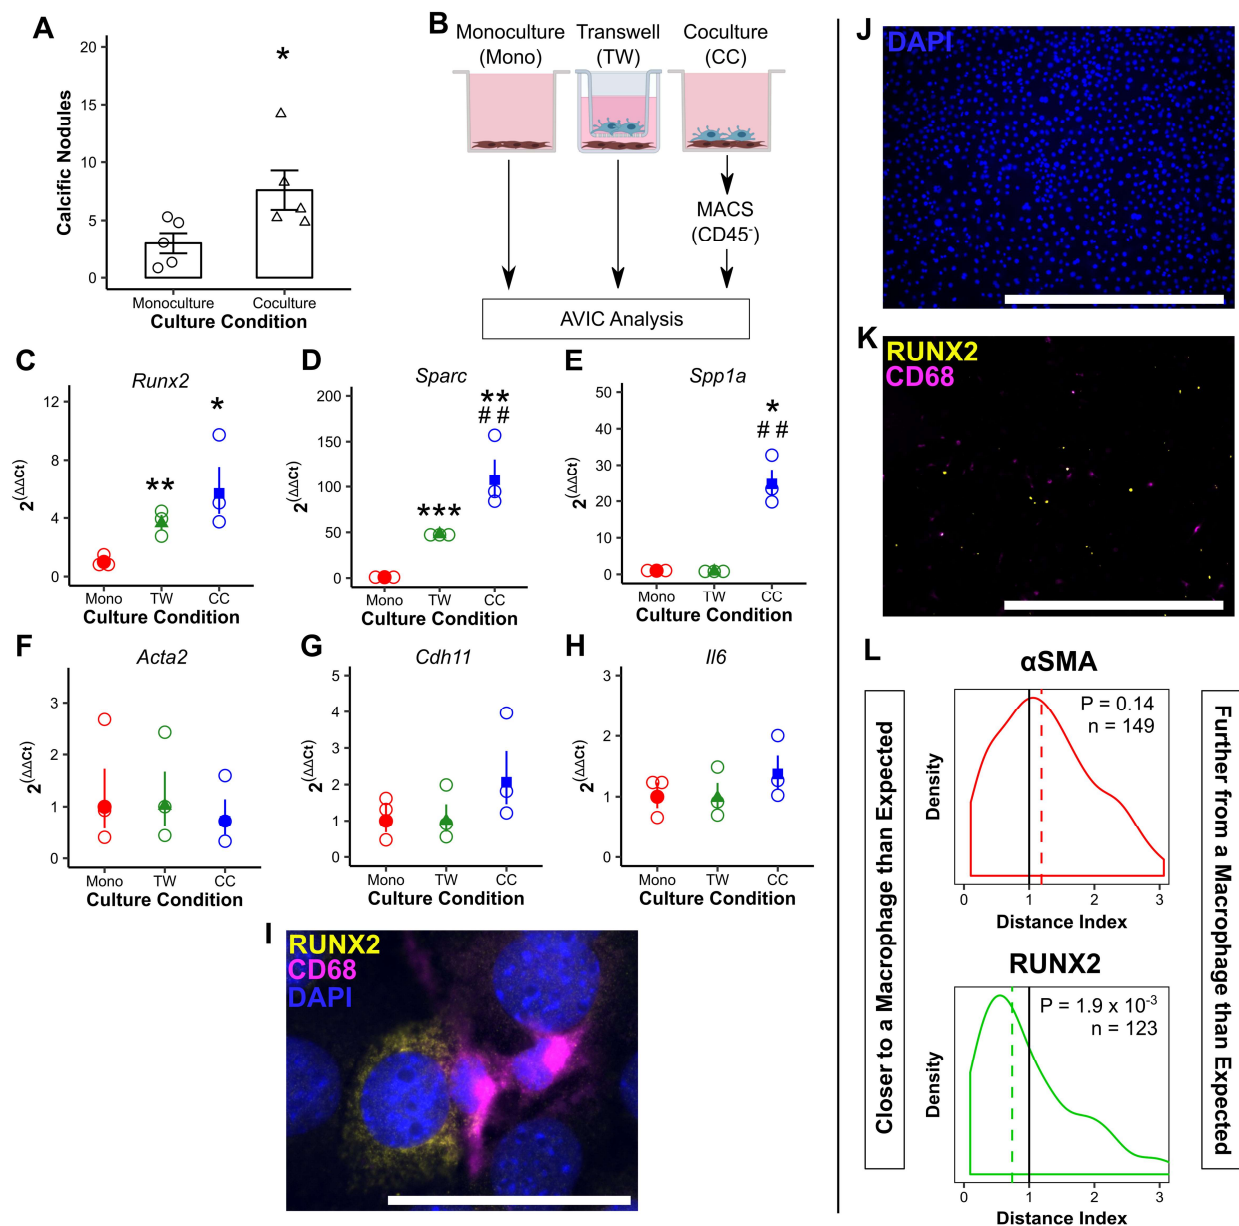 A
20
15
10
5
0
Calcific Nodules
*
Monoculture
Coculture
Culture Condition
B
Monoculture
(Mono)
Transwell
(TW)
Coculture
(CC)
MACS
(CD45-)
AVIC Analysis
C
Runx2
12
8
4
0
2(ΔΔCt)
**
*
Mono
TW
CC
Culture Condition
D
Sparc
200
150
100
50
0
2(ΔΔCt)
***
**
##
Mono
TW
CC
Culture Condition
E
Spp1a
50
40
30
20
10
0
2(ΔΔCt)
*
##
Mono
TW
CC
Culture Condition
F
Acta2
3
2
1
0
2(ΔΔCt)
Mono
TW
CC
Culture Condition
G
Cdh11
5
4
3
2
1
0
2(ΔΔCt)
Mono
TW
CC
Culture Condition
H
Il6
3
2
1
0
2(ΔΔCt)
Mono
TW
CC
Culture Condition
I
RUNX2
CD68
DAPI
J
DAPI
K
RUNX2
CD68
L
Closer to a Macrophage than Expected
αSMA
P = 0.14
n = 149
Density
0
1
2
3
Distance Index
RUNX2
P = 1.9 x 10-3
n = 123
Density
0
1
2
3
Distance Index
Further from a Macrophage than Expected